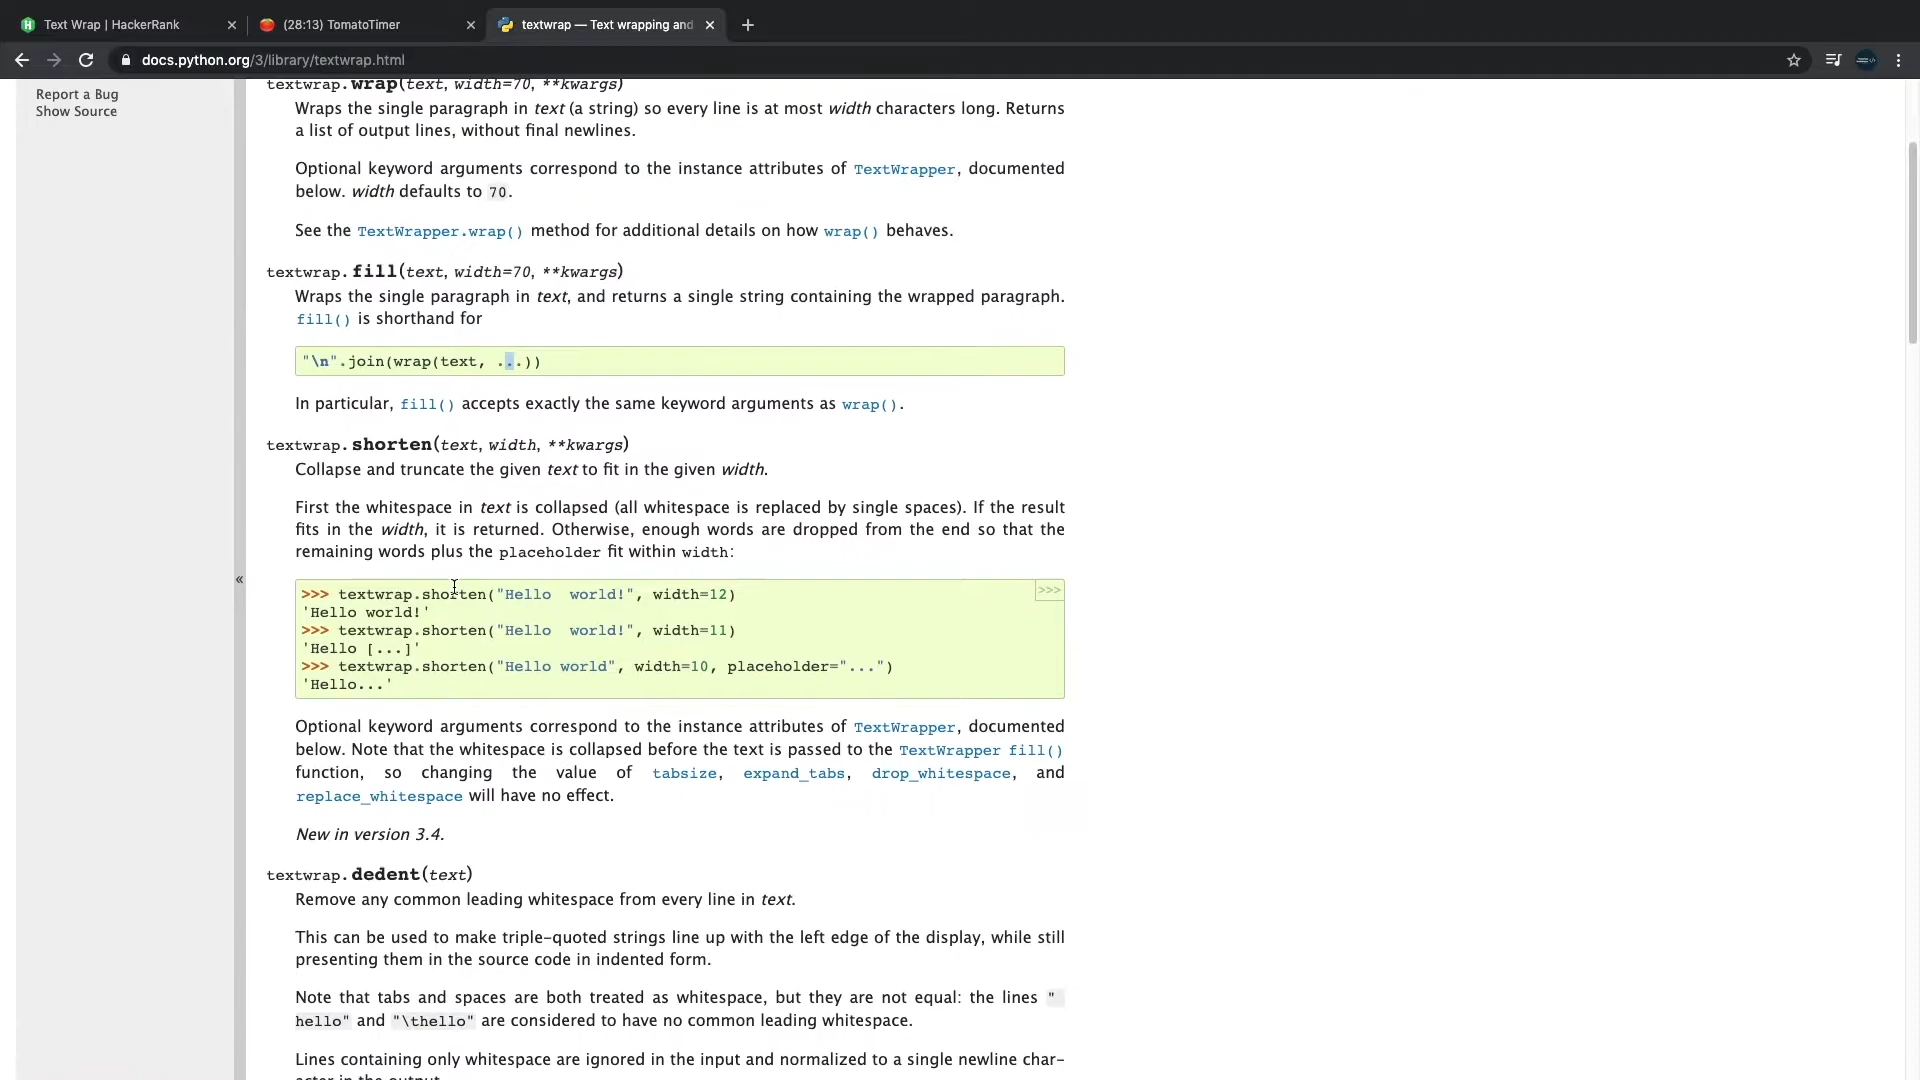 Text Wrap | HackerRank
(28:13) TomatoTimer
textwrap — Text wrapping and
docs.python.org/3/library/textwrap.html
Report a Bug
Show Source
textwrap.wrap(text, width=70, **kwargs)
Wraps the single paragraph in text (a string) so every line is at most width characters long. Returns
a list of output lines, without final newlines.
Optional keyword arguments correspond to the instance attributes of TextWrapper, documented
below. width defaults to 70.
See the TextWrapper.wrap() method for additional details on how wrap() behaves.
textwrap.fill(text, width=70, **kwargs)
Wraps the single paragraph in text, and returns a single string containing the wrapped paragraph.
fill() is shorthand for
"\n".join(wrap(text, ...))
In particular, fill() accepts exactly the same keyword arguments as wrap().
textwrap.shorten(text, width, **kwargs)
Collapse and truncate the given text to fit in the given width.
First the whitespace in text is collapsed (all whitespace is replaced by single spaces). If the result
fits in the width, it is returned. Otherwise, enough words are dropped from the end so that the
remaining words plus the placeholder fit within width:
>>> textwrap.shorten("Hello  world!", width=12)
>>>
'Hello world!'
>>> textwrap.shorten("Hello  world!", width=11)
'Hello [...]'
>>> textwrap.shorten("Hello world", width=10, placeholder="...")
'Hello...'
«
Optional keyword arguments correspond to the instance attributes of TextWrapper, documented
below. Note that the whitespace is collapsed before the text is passed to the TextWrapper fill()
function, so changing the value of tabsize, expand_tabs, drop_whitespace, and
replace_whitespace will have no effect.
New in version 3.4.
textwrap.dedent(text)
Remove any common leading whitespace from every line in text.
This can be used to make triple-quoted strings line up with the left edge of the display, while still
presenting them in the source code in indented form.
Note that tabs and spaces are both treated as whitespace, but they are not equal: the lines "
hello" and "\thello" are considered to have no common leading whitespace.
Lines containing only whitespace are ignored in the input and normalized to a single newline char-
acter in the output.